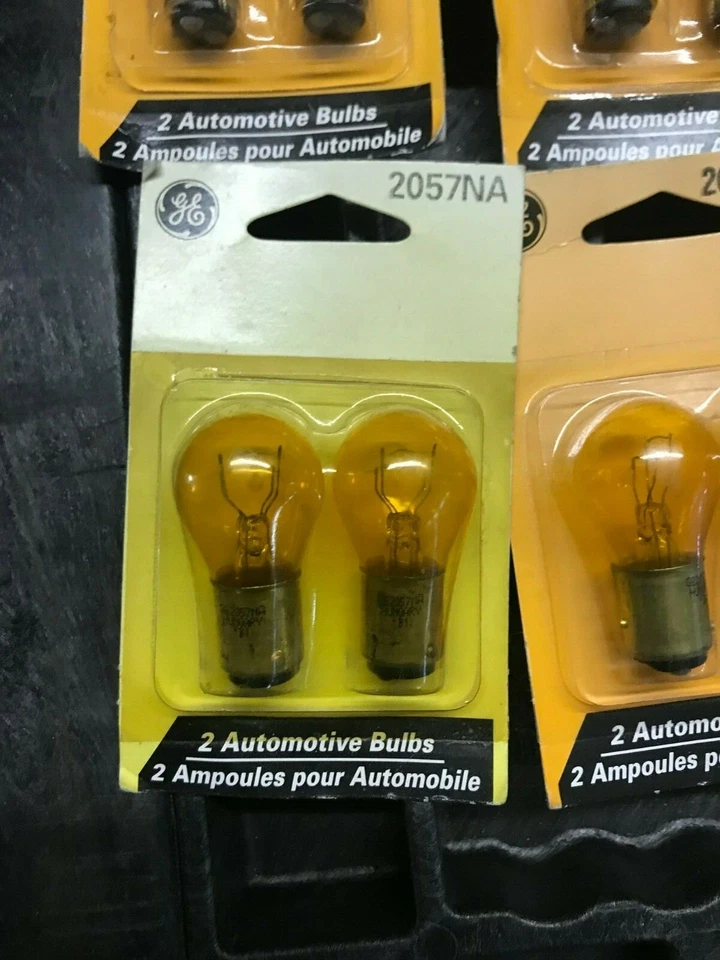 2 Automotive Bulbs
2 Ampoules pour Automobile
2 Automotive
2 Ampoules pour
GE
2057NA
2 Automotive Bulbs
2 Ampoules pour Automobile
2 Automo
2 Ampoules